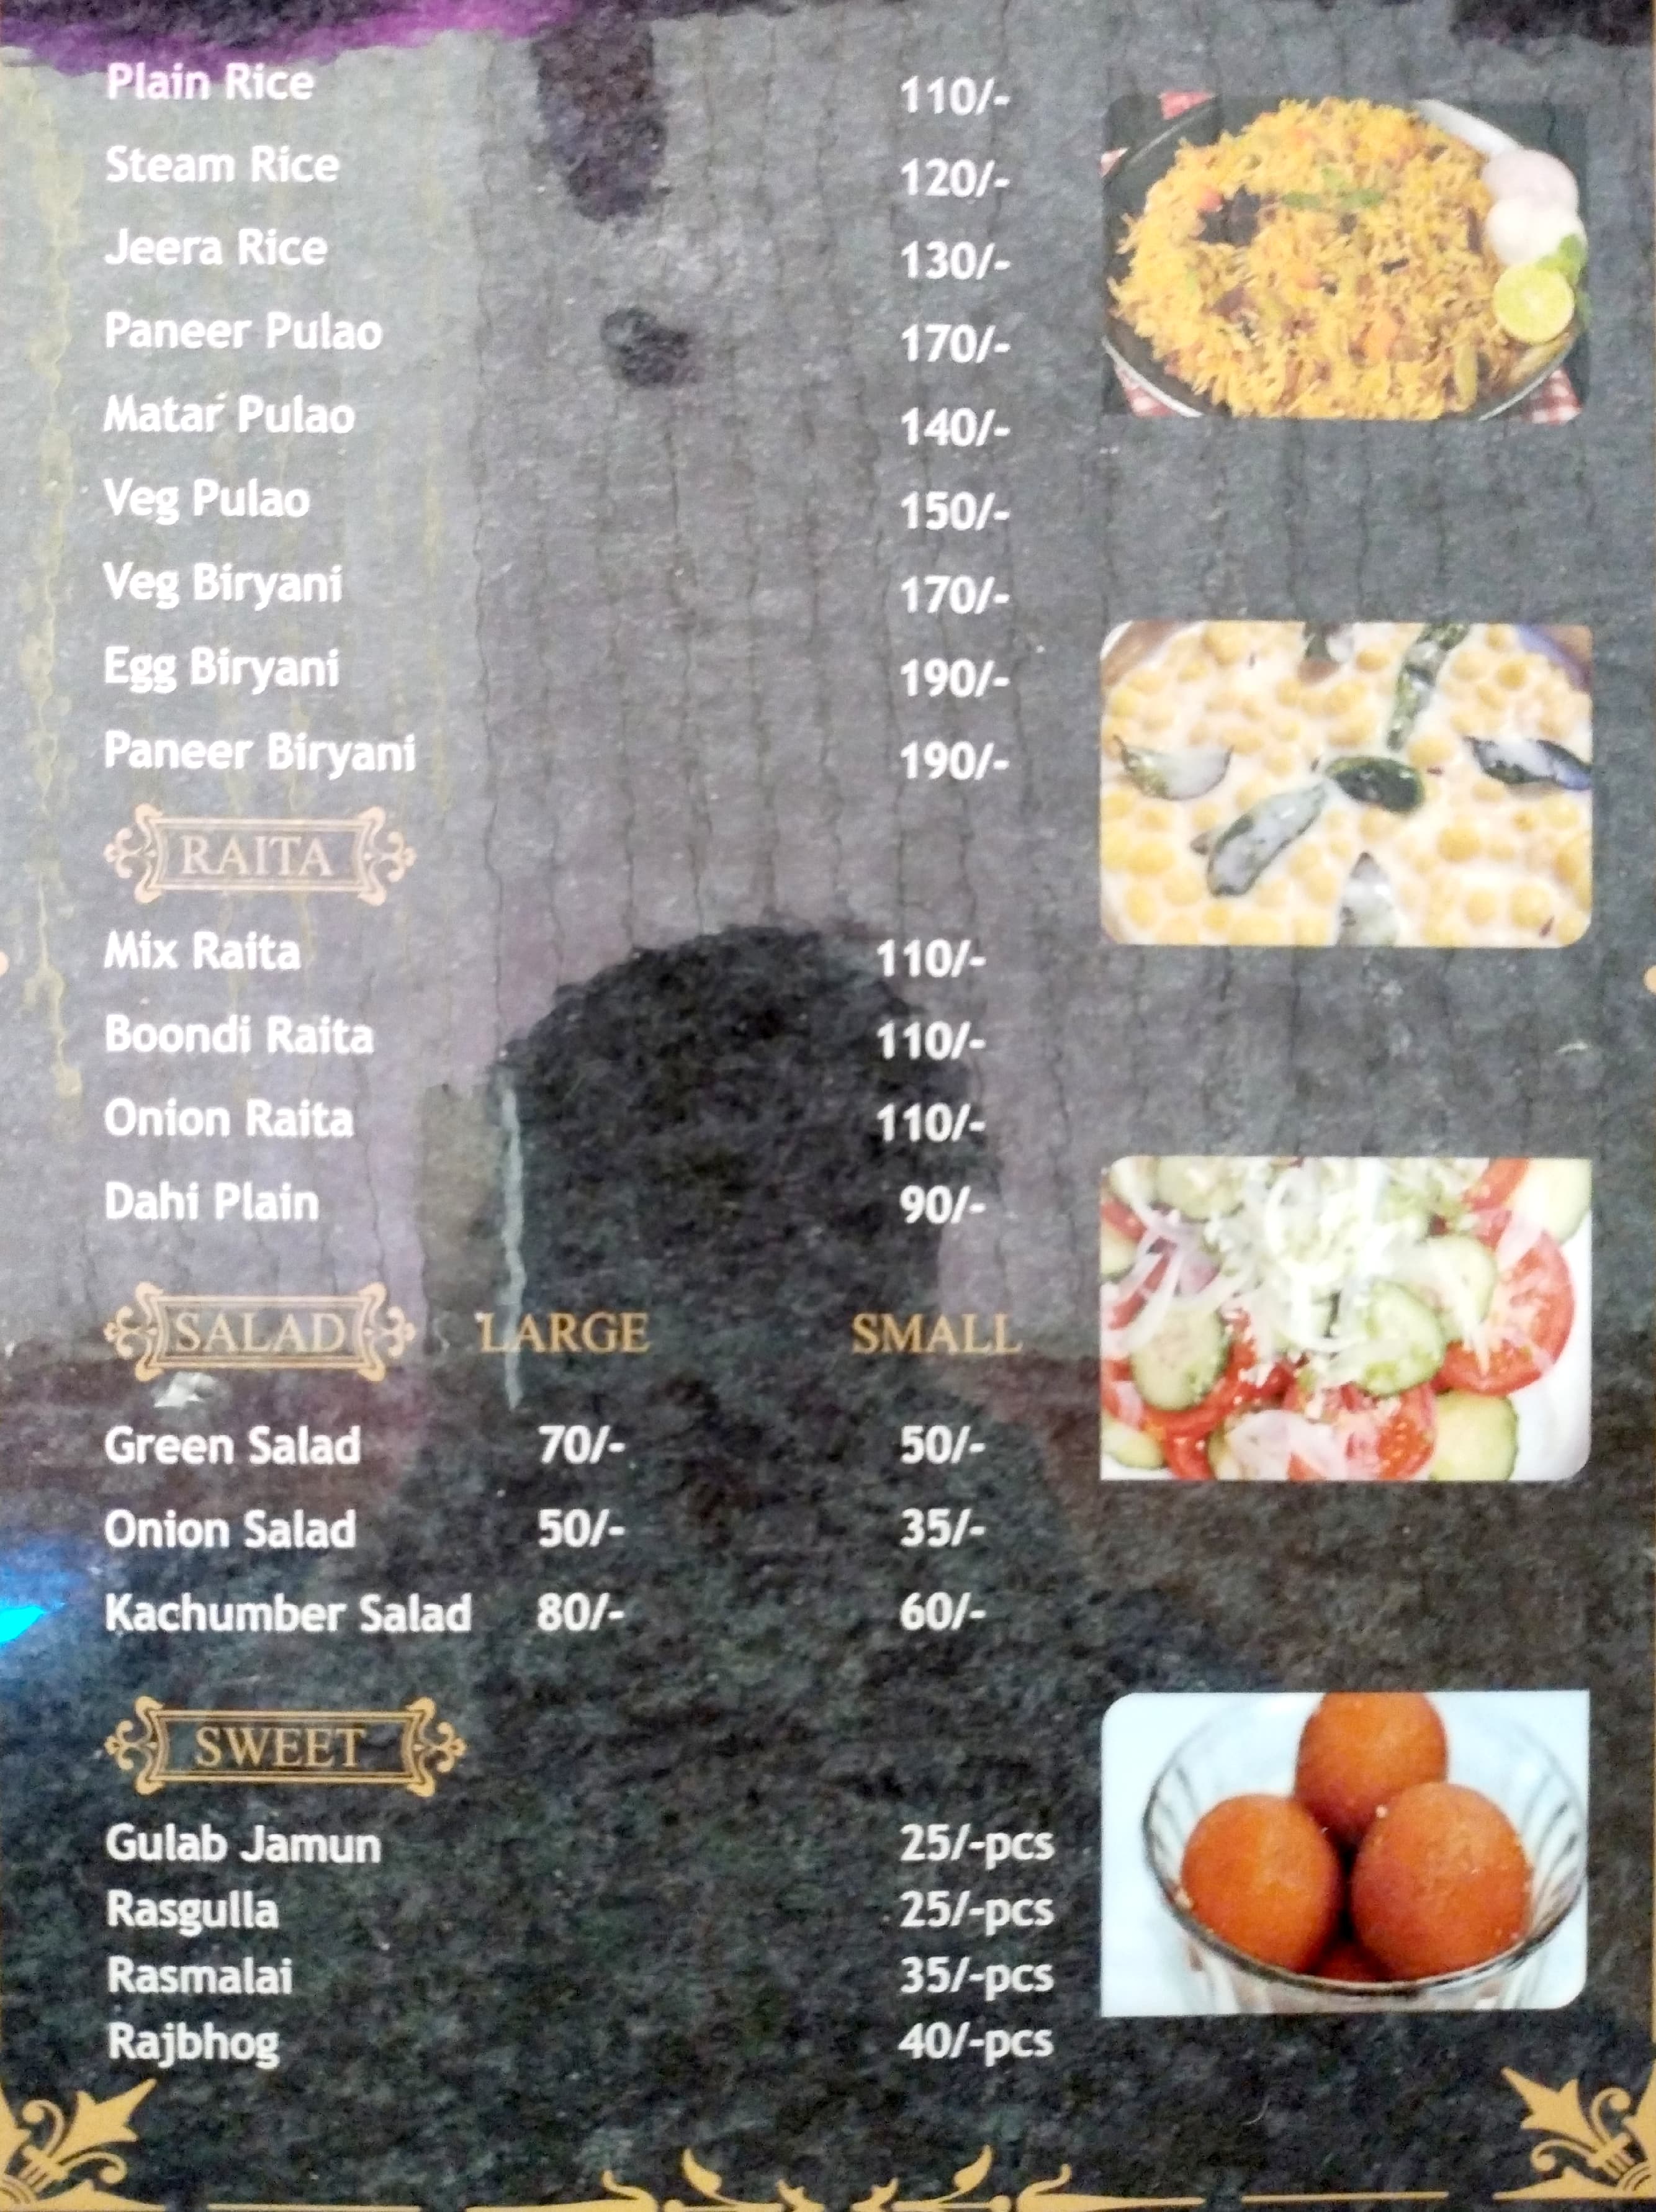 Plain Rice 110/-
Steam Rice 120/-
Jeera Rice 130/-
Paneer Pulao 170/-
Matar Pulao 140/-
Veg Pulao 150/-
Veg Biryani 170/-
Egg Biryani 190/-
Paneer Biryani 190/-
RAITA
Mix Raita 110/-
Boondi Raita 110/-
Onion Raita 110/-
Dahi Plain 90/-
SALAD LARGE SMALL
Green Salad 70/- 50/-
Onion Salad 50/- 35/-
Kachumber Salad 80/- 60/-
SWEET
Gulab Jamun 25/-pcs
Rasgulla 25/-pcs
Rasmalai 35/-pcs
Rajbhog 40/-pcs